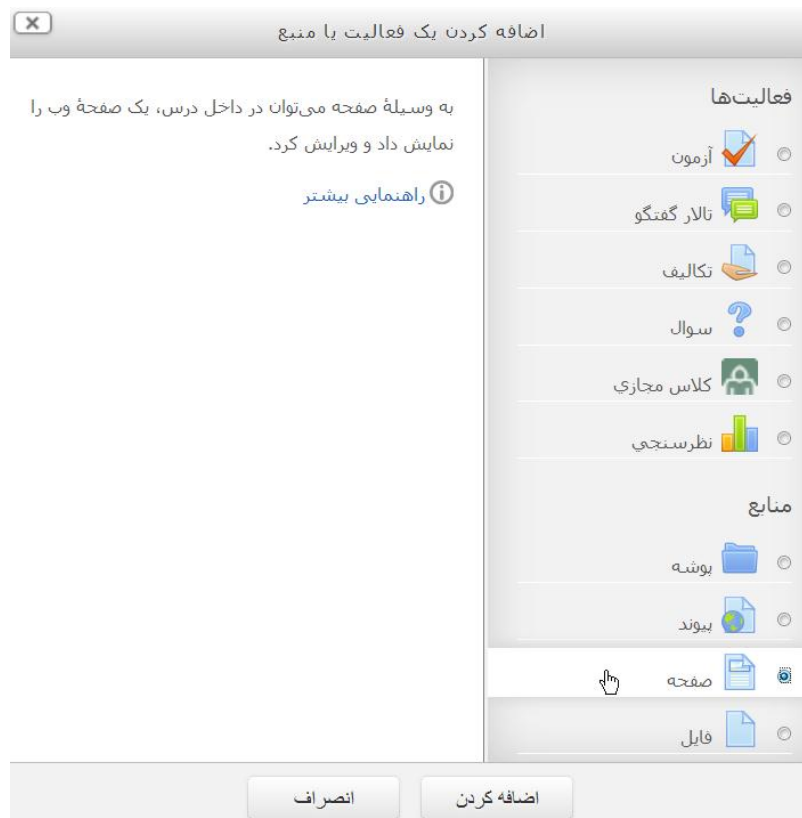 اضافه کردن یک فعالیت یا منبع
فعالیت‌ها
آزمون
تالار گفتگو
تکالیف
سوال
کلاس مجازي
نظرسنجي
منابع
پوشه
پیوند
صفحه
فایل
به وسیلهٔ صفحه می‌توان در داخل درس، یک صفحهٔ وب را
نمایش داد و ویرایش کرد.
راهنمایی بیشتر
اضافه کردن
انصراف